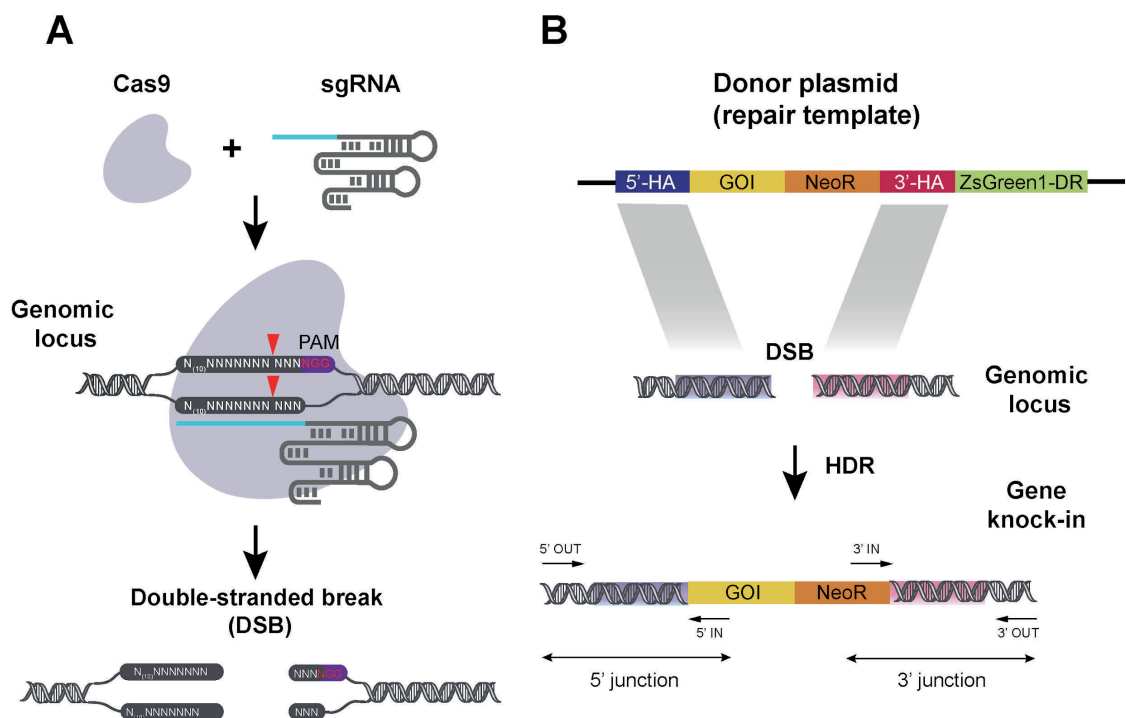 A
Cas9
sgRNA
+
Genomic
locus
PAM
N(10)NNNNNNN NNNNGG
N(10)NNNNNNN NNN
Double-stranded break
(DSB)
N(10)NNNNNNN
NNNNGG
N(10)NNNNNNN
NNN
B
Donor plasmid
(repair template)
5'-HA
GOI
NeoR
3'-HA
ZsGreen1-DR
DSB
Genomic
locus
HDR
Gene
knock-in
5' OUT
3' IN
GOI
NeoR
5' IN
3' OUT
5' junction
3' junction